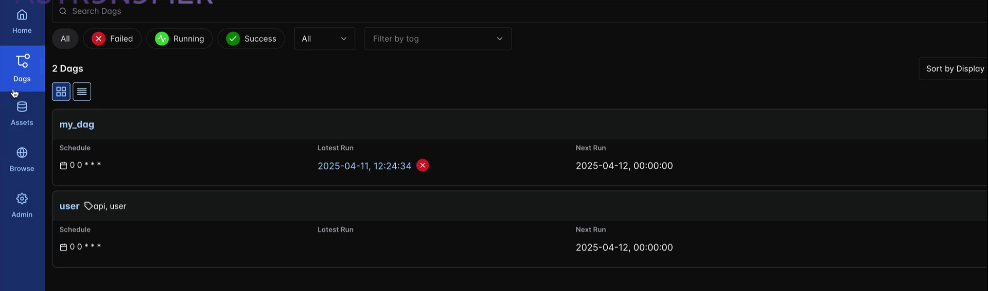 Search Dags
Home
All Failed Running Success All Filter by tag
Dags
2 Dags Sort by Display
Assets
my_dag
Schedule Latest Run Next Run
0 0 * * * 2025-04-11, 12:24:34 2025-04-12, 00:00:00
Browse
Admin
user api, user
Schedule Latest Run Next Run
0 0 * * * 2025-04-12, 00:00:00